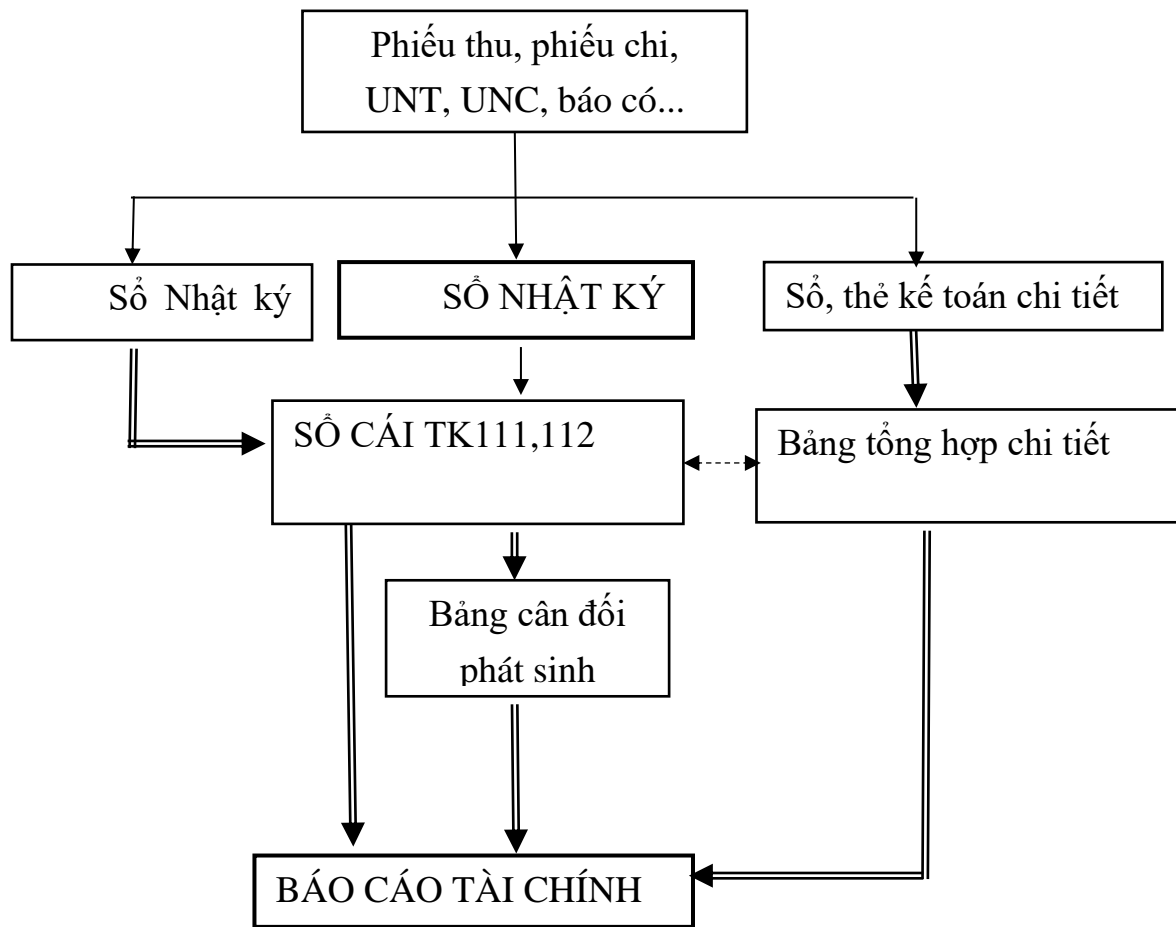 Phiếu thu, phiếu chi,
UNT, UNC, báo có...
Sổ Nhật ký
SỔ NHẬT KÝ
Sổ, thẻ kế toán chi tiết
SỔ CÁI TK111,112
Bảng tổng hợp chi tiết
Bảng cân đối
phát sinh
BÁO CÁO TÀI CHÍNH